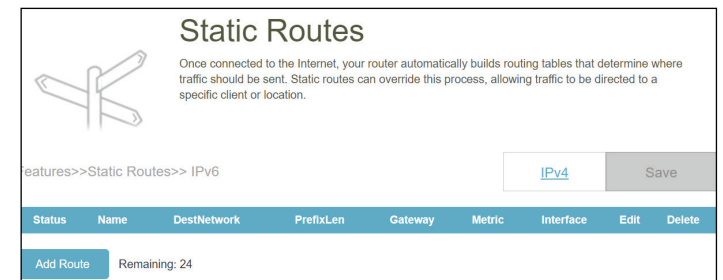 Static Routes
Once connected to the Internet, your router automatically builds routing tables that determine where
traffic should be sent. Static routes can override this process, allowing traffic to be directed to a
specific client or location.
Features>>Static Routes>> IPv6
IPv4
Save
Status Name DestNetwork PrefixLen Gateway Metric Interface Edit Delete
Add Route Remaining: 24